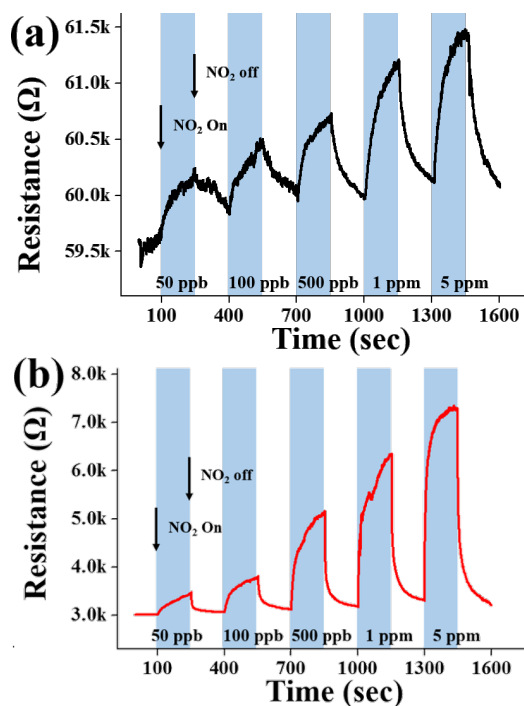 (a)
61.5k
61.0k
60.5k
60.0k
59.5k
Resistance (Ω)
NO₂ off
NO₂ On
50 ppb 100 ppb 500 ppb 1 ppm 5 ppm
100 400 700 1000 1300 1600
Time (sec)
(b)
8.0k
7.0k
6.0k
5.0k
4.0k
3.0k
Resistance (Ω)
NO₂ off
NO₂ On
50 ppb 100 ppb 500 ppb 1 ppm 5 ppm
100 400 700 1000 1300 1600
Time (sec)